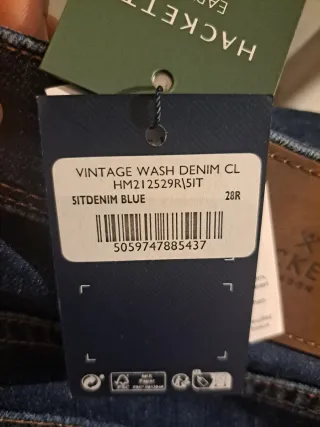 HACKETT
VINTAGE WASH DENIM CL
HM212529R\5IT
5ITDENIM BLUE 28R
5059747885437